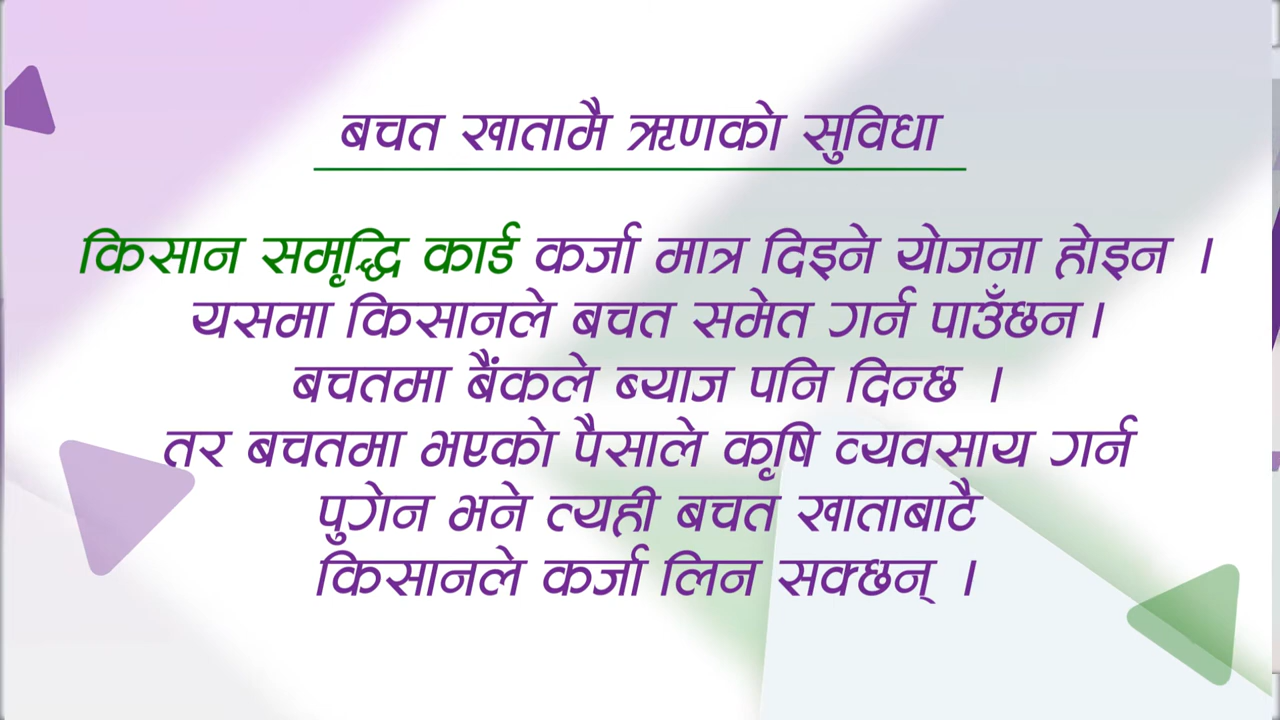 बचत खातामै ऋणको सुविधा
किसान समृद्धि कार्ड कर्जा मात्र दिइने योजना होइन ।
यसमा किसानले बचत समेत गर्न पाउँछन।
बचतमा बैंकले ब्याज पनि दिन्छ ।
तर बचतमा भएको पैसाले कृषि व्यवसाय गर्न
पुगेन भने त्यही बचत खाताबाटै
किसानले कर्जा लिन सक्छन् ।